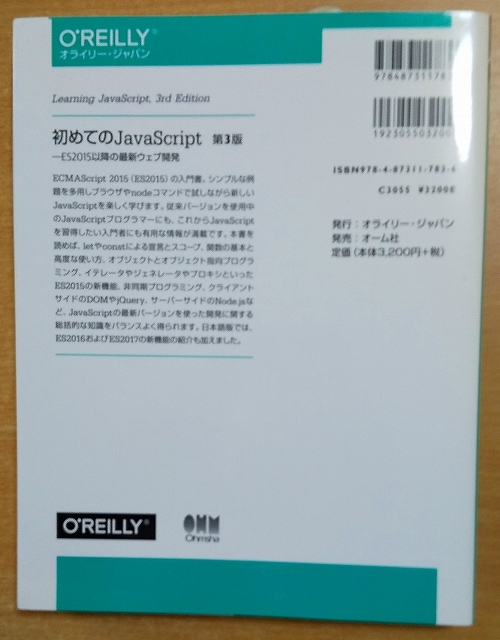 O'REILLY®
オライリー・ジャパン
Learning JavaScript, 3rd Edition
初めてのJavaScript 第3版
―ES2015以降の最新ウェブ開発
ECMAScript 2015（ES2015）の入門書。シンプルな例
題を多用しブラウザやnodeコマンドで試しながら新しい
JavaScriptを楽しく学びます。従来バージョンを使用中
のJavaScriptプログラマーにも、これからJavaScript
を習得したい入門者にも有用な情報が満載です。本書を
読めば、letやconstによる宣言とスコープ、関数の基本と
高度な使い方、オブジェクトとオブジェクト指向プログラ
ミング、イテレータやジェネレータやプロキシといった
ES2015の新機能、非同期プログラミング、クライアント
サイドのDOMやjQuery、サーバーサイドのNode.jsな
ど、JavaScriptの最新バージョンを使った開発に関する
総括的な知識をバランスよく得られます。日本語版では、
ES2016およびES2017の新機能の紹介も加えました。
ISBN978-4-87311-783-6
C3055 ¥3200E
発行：オライリー・ジャパン
発売：オーム社
定価（本体3,200円+税）
O'REILLY®
OHM
Ohmsha